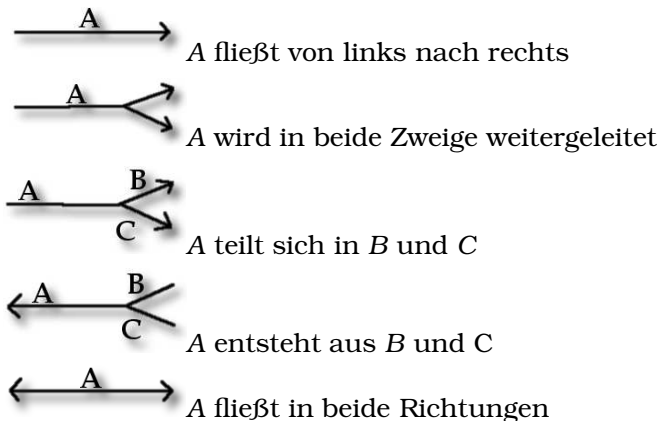 A
A fließt von links nach rechts
A
A wird in beide Zweige weitergeleitet
B
A
C
A teilt sich in B und C
B
A
C
A entsteht aus B und C
A
A fließt in beide Richtungen